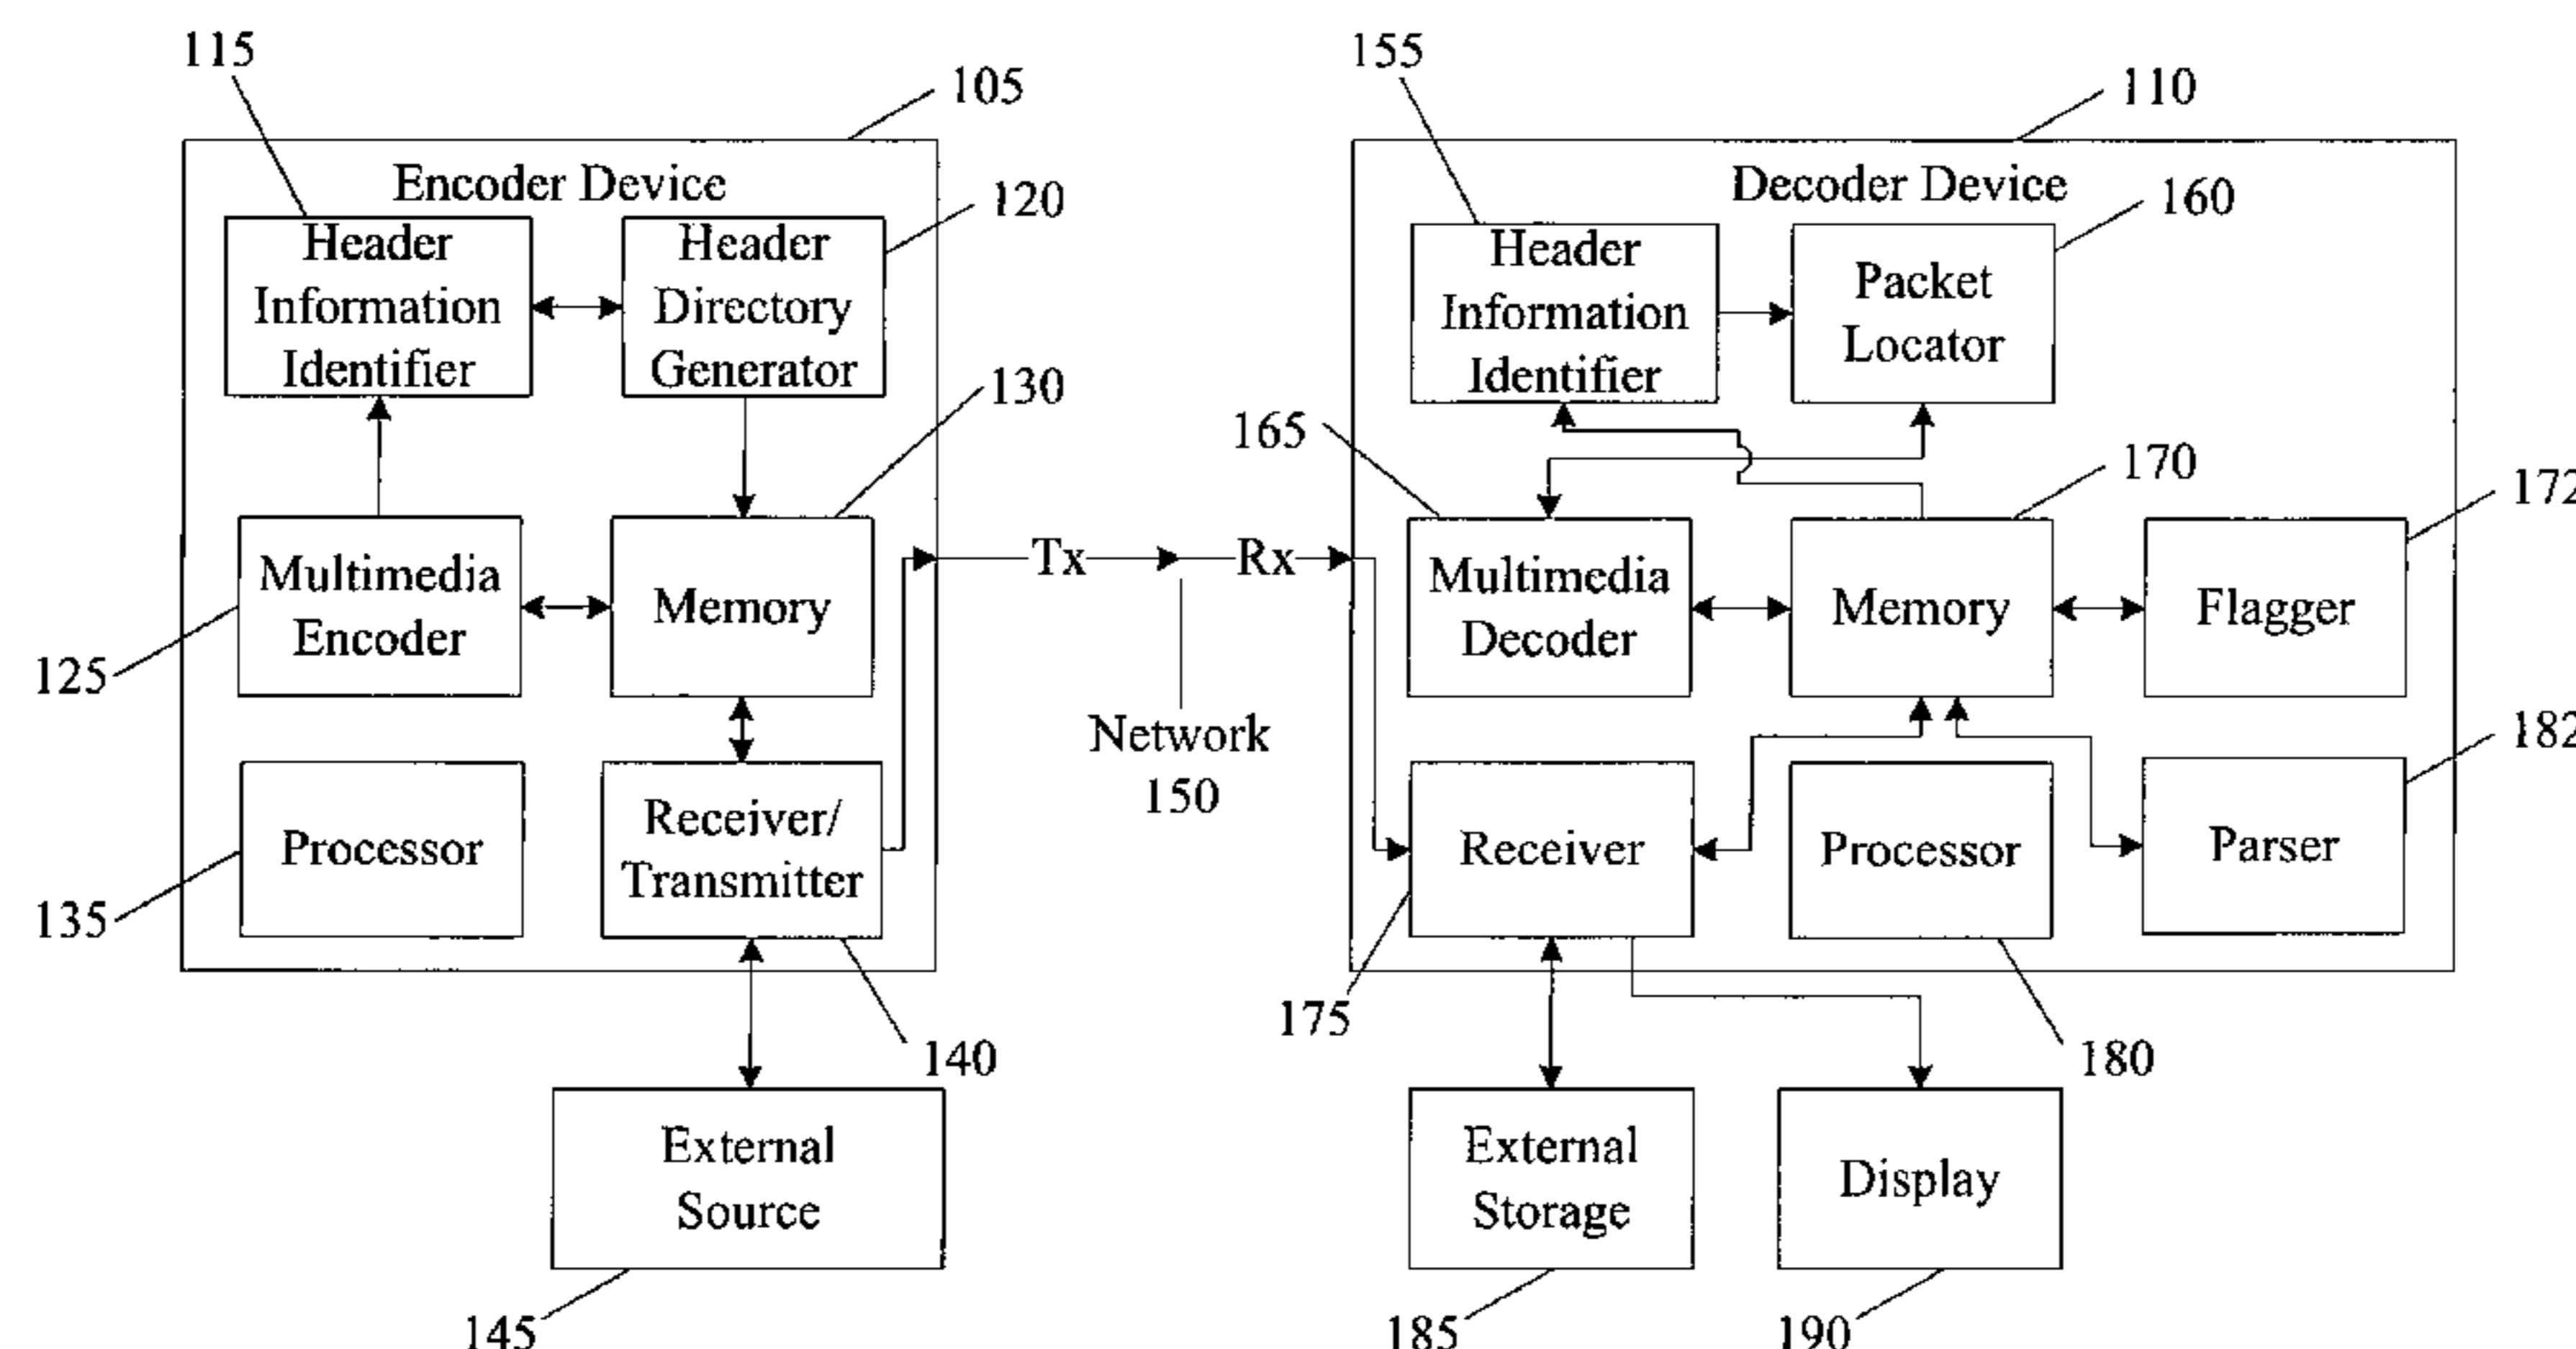 115
105
Encoder Device
120
Header
Information
Identifier
Header
Directory
Generator
130
125
Multimedia
Encoder
Memory
135
Processor
Receiver/
Transmitter
140
External
Source
145
Tx
Rx
Network
150
155
110
Decoder Device
160
Header
Information
Identifier
Packet
Locator
165
170
172
Multimedia
Decoder
Memory
Flagger
182
Receiver
Processor
Parser
175
180
External
Storage
Display
185
190